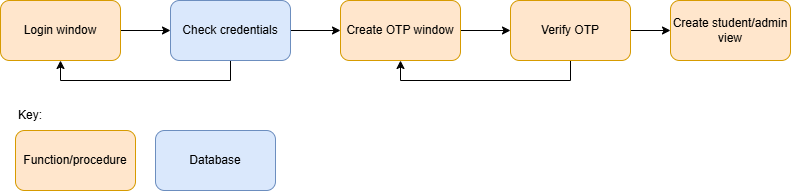 Login window
Check credentials
Create OTP window
Verify OTP
Create student/admin
view
Key:
Function/procedure
Database